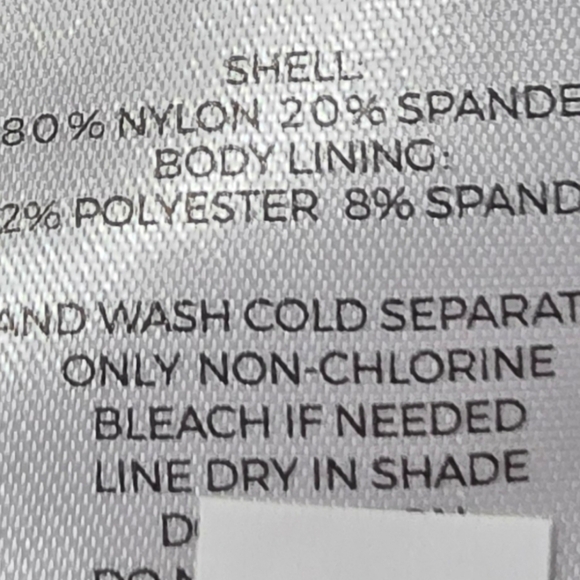 SHELL:
80% NYLON 20% SPANDE
BODY LINING:
2% POLYESTER 8% SPAND
AND WASH COLD SEPARAT
ONLY NON-CHLORINE
BLEACH IF NEEDED
LINE DRY IN SHADE